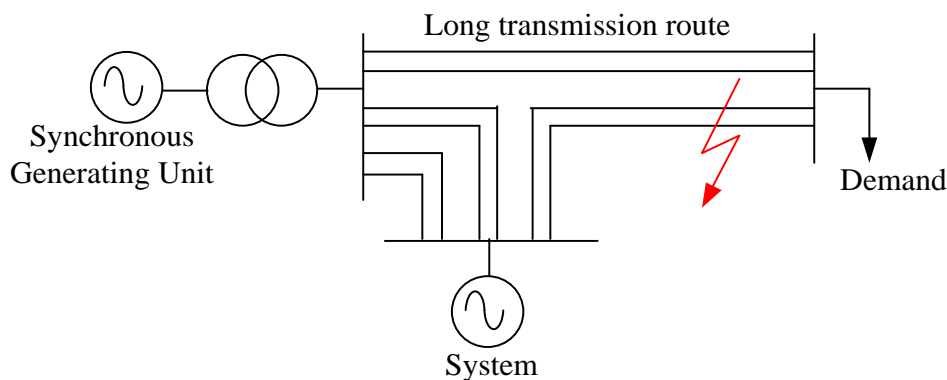 Long transmission route
Synchronous
Generating Unit
Demand
System